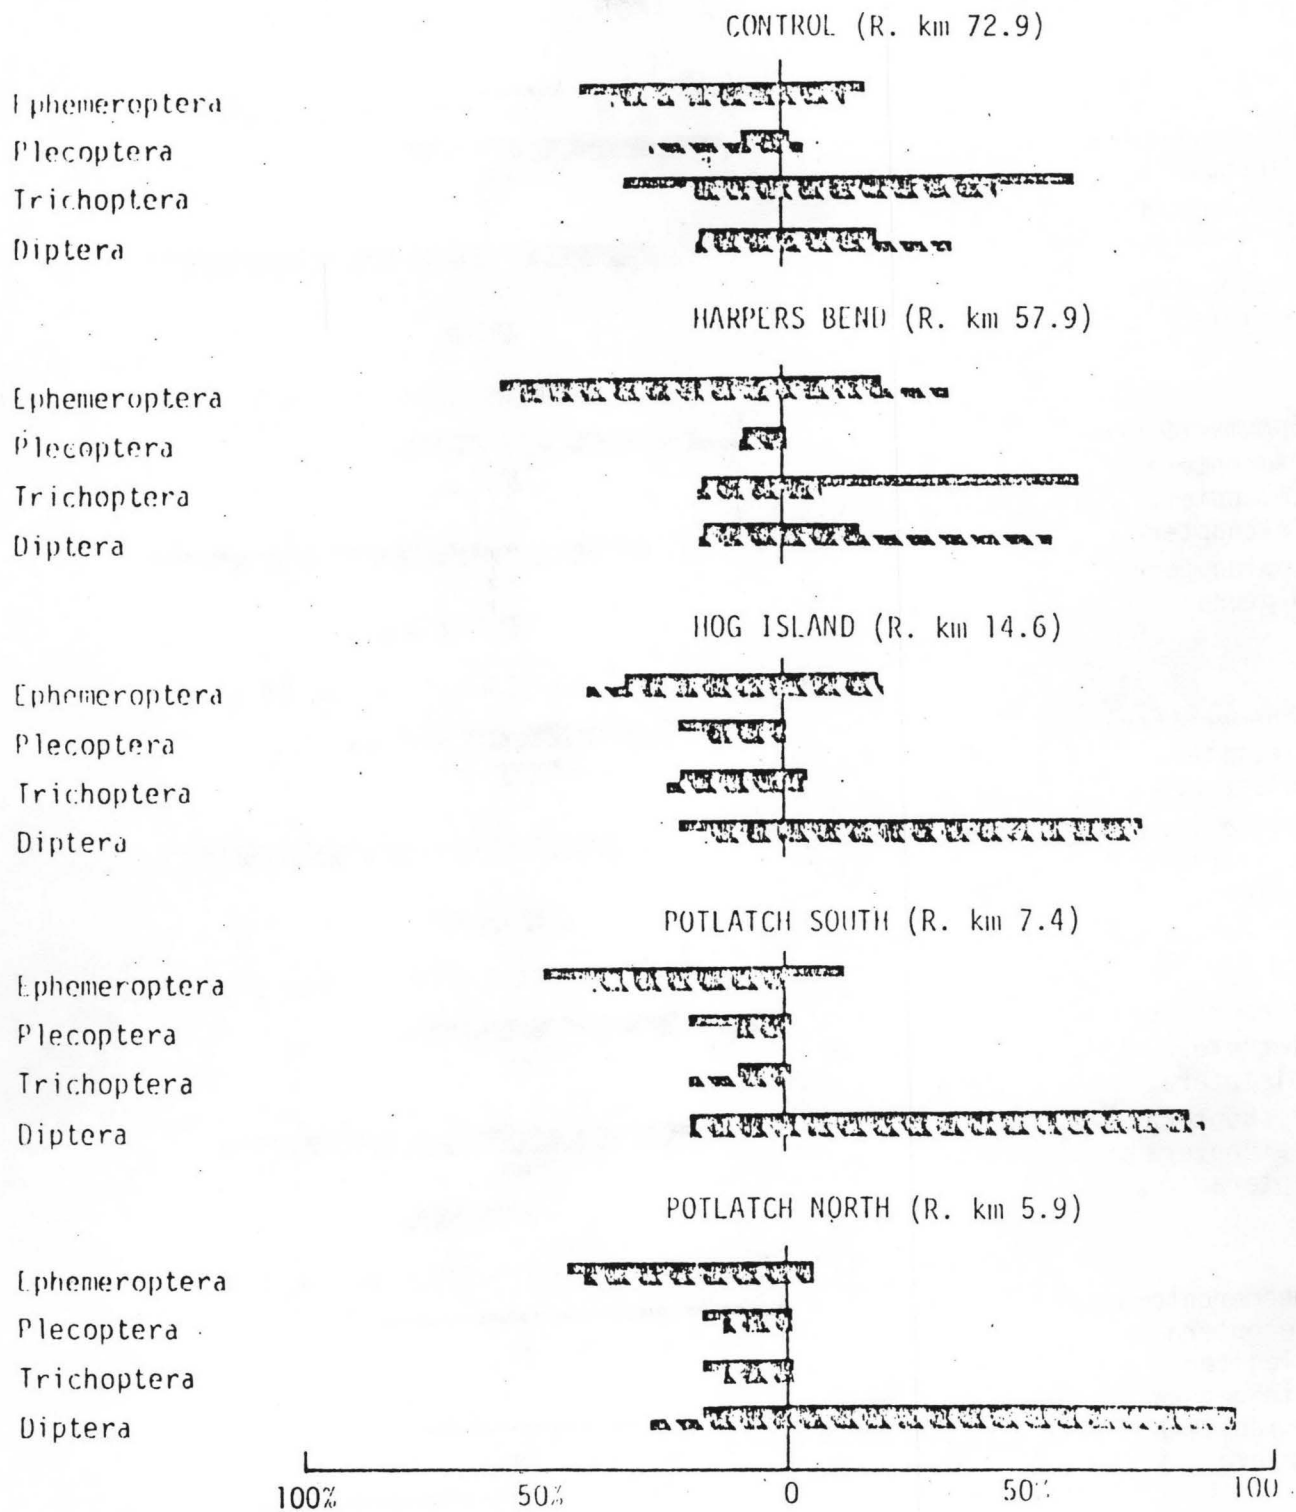 CONTROL (R. km 72.9)
Ephemeroptera
Plecoptera
Trichoptera
Diptera
HARPERS BEND (R. km 57.9)
Ephemeroptera
Plecoptera
Trichoptera
Diptera
HOG ISLAND (R. km 14.6)
Ephemeroptera
Plecoptera
Trichoptera
Diptera
POTLATCH SOUTH (R. km 7.4)
Ephemeroptera
Plecoptera
Trichoptera
Diptera
POTLATCH NORTH (R. km 5.9)
Ephemeroptera
Plecoptera
Trichoptera
Diptera
100% 50% 0 50% 100